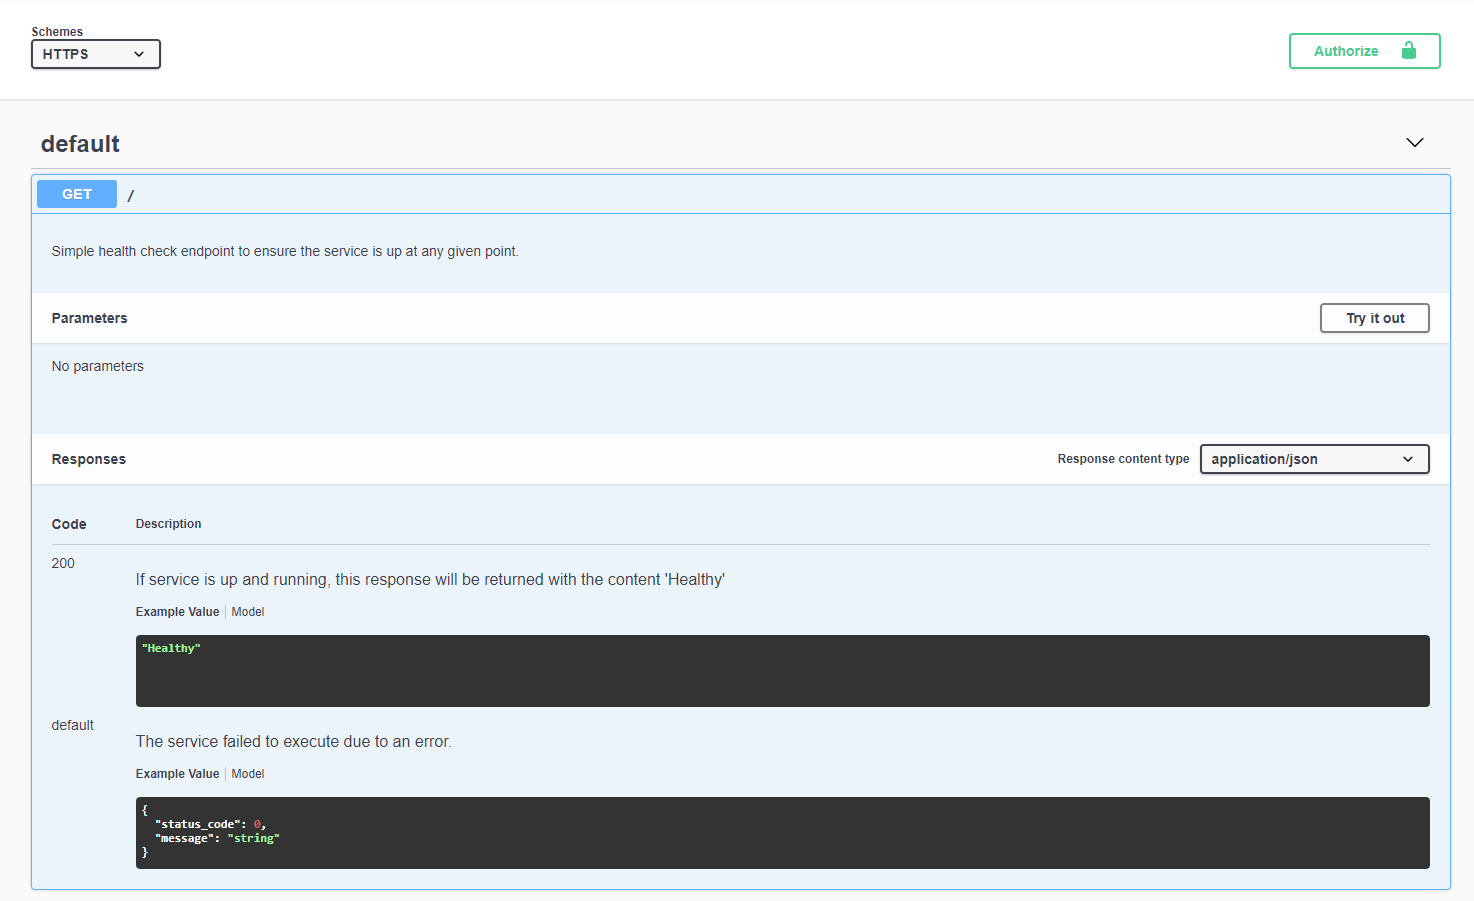 Schemes
HTTPS
Authorize
default
GET /
Simple health check endpoint to ensure the service is up at any given point.
Parameters
Try it out
No parameters
Responses
Response content type application/json
Code Description
200
If service is up and running, this response will be returned with the content 'Healthy'
Example Value Model
"Healthy"
default
The service failed to execute due to an error.
Example Value Model
{
"status_code": 0,
"message": "string"
}